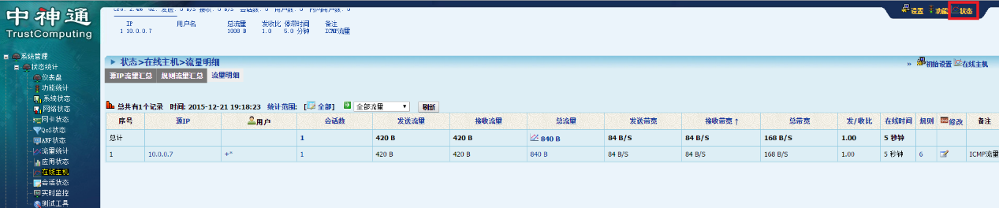 中神通
TrustComputing
CPU: 2.4% G2: 发送: 0 B/S 接收: 0 B/S 会话数: 0 用户数: 0 内网用户数: 0
IP 用户名 总流量 发收比 停滞时间 备注
1 10.0.0.7 1008 B 1.0 5.0 分钟 ICMP流量
设置 功能 状态
状态>在线主机>流量明细
» 初始设置 在线主机
源IP流量汇总 规则流量汇总 流量明细
总共有1个记录 时间: 2015-12-21 19:18:23 统计范围: [ 全部] 全部流量 刷新
序号 源IP 用户 会话数 发送流量 接收流量 总流量 发送带宽 接收带宽↑ 总带宽 发/收比 在线时间 规则 修改 备注
总计 1 420 B 420 B 840 B 84 B/S 84 B/S 168 B/S 1.00 5 秒钟
1 10.0.0.7 +* 1 420 B 420 B 840 B 84 B/S 84 B/S 168 B/S 1.00 5 秒钟 6 ICMP流量
系统管理
状态统计
仪表盘
功能统计
系统状态
网络状态
网卡状态
QoS状态
ARP状态
流量统计
应用状态
在线主机
会话状态
实时监控
测试工具